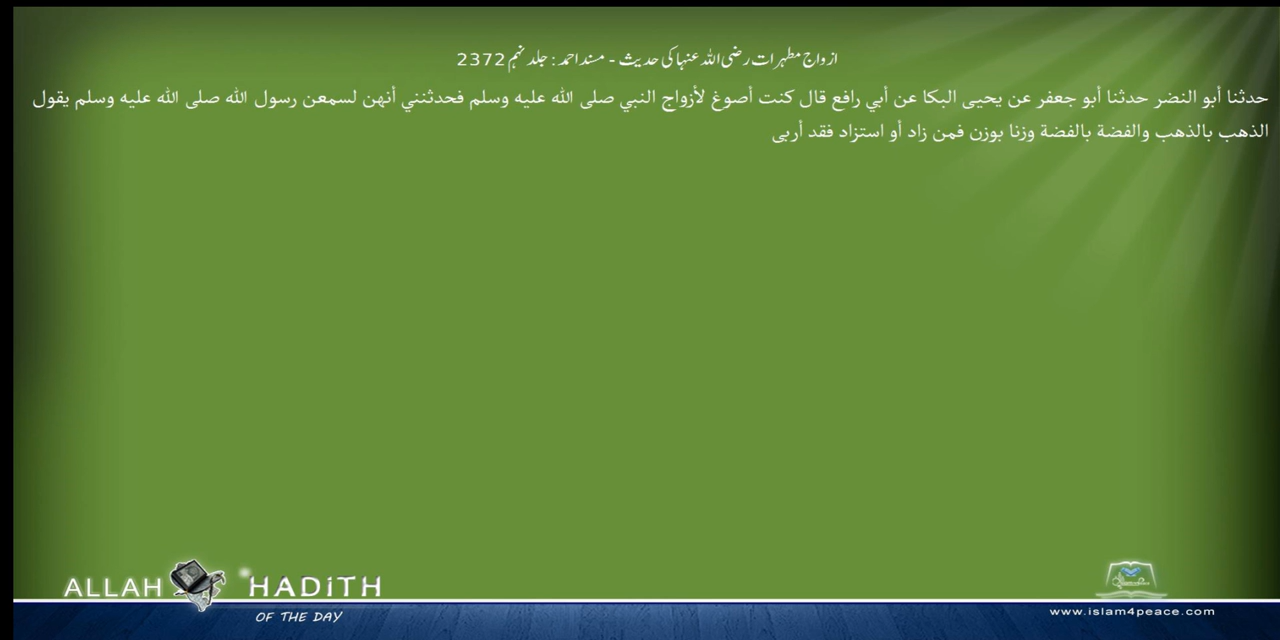 ازواج مطہرات رضی اللہ عنہا کی حدیث - مسند احمد : جلد نہم 2372
حدثنا أبو النضر حدثنا أبو جعفر عن يحيى البكا عن أبي رافع قال كنت أصوغ لأزواج النبي صلى الله عليه وسلم فحدثنني أنهن لسمعن رسول الله صلى الله عليه وسلم يقول
الذهب بالذهب والفضة بالفضة وزنا بوزن فمن زاد أو استزاد فقد أربى
ALLAH HADITH
OF THE DAY
www.islam4peace.com